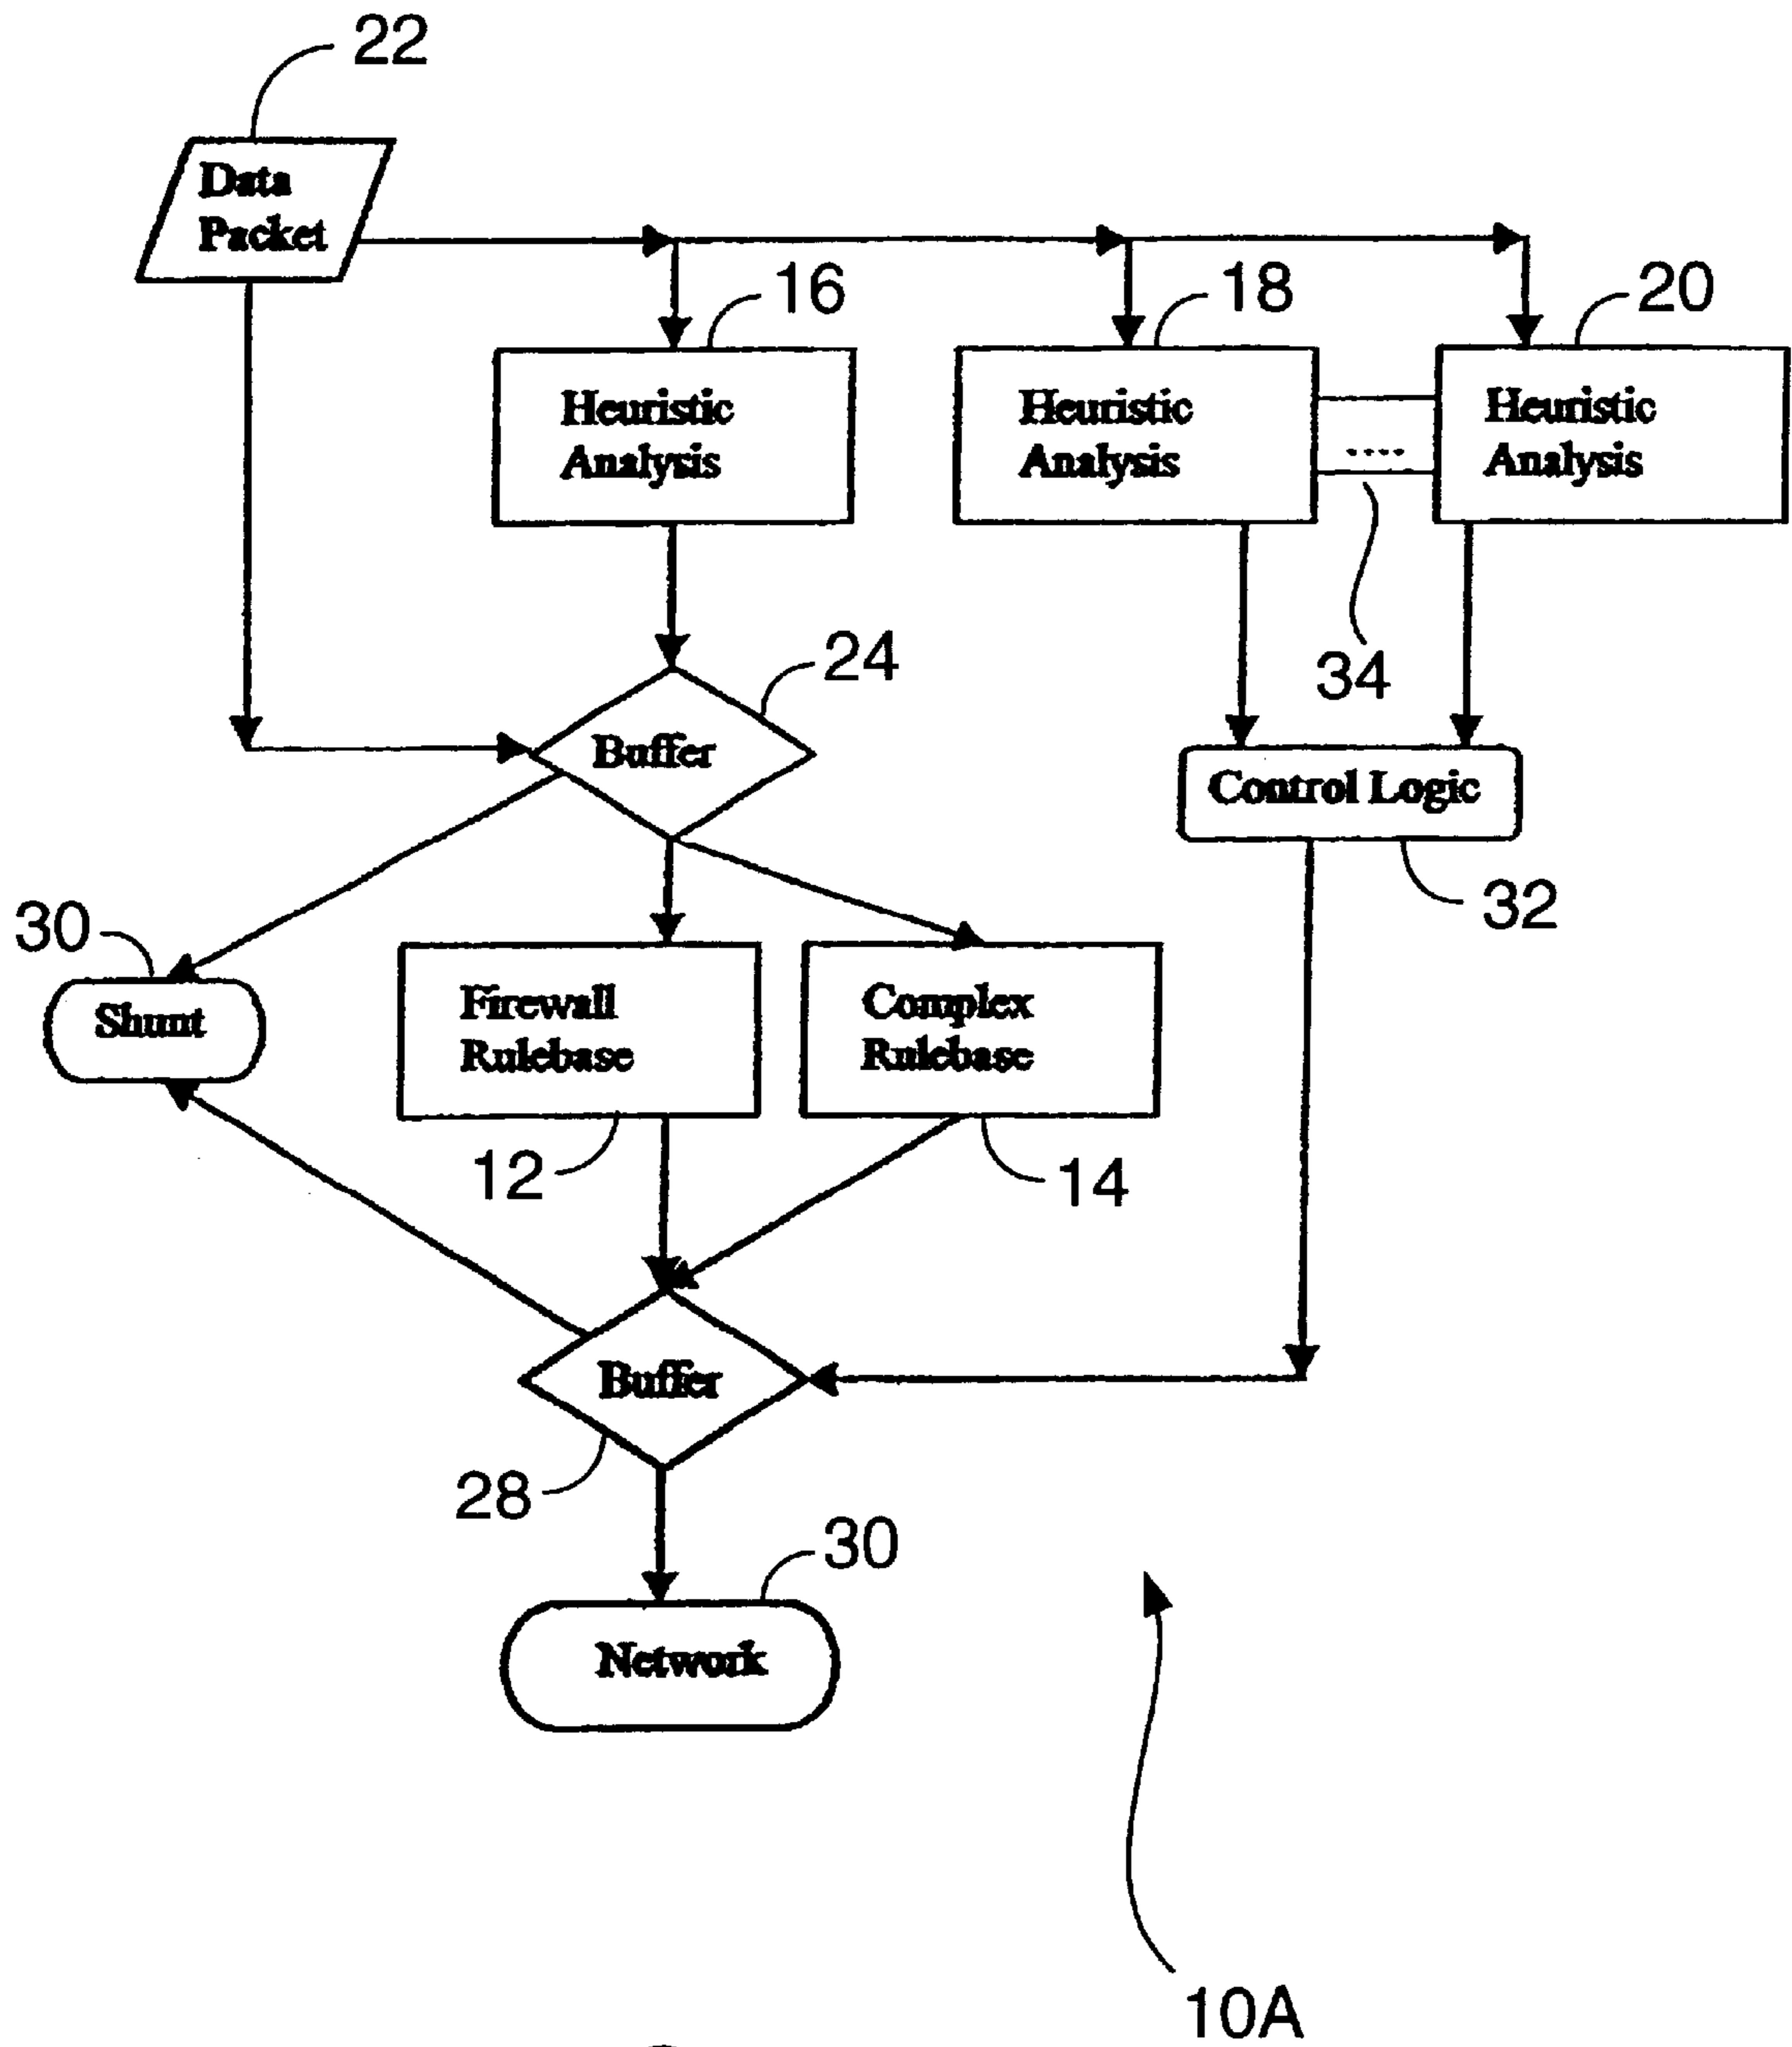 22
Data
Packet
16
18
20
Heuristic
Analysis
Heuristic
Analysis
....
Heuristic
Analysis
34
24
Buffer
Control Logic
32
30
Shunt
Firewall
Rulebase
Complex
Rulebase
12
14
Buffer
28
30
Network
10A